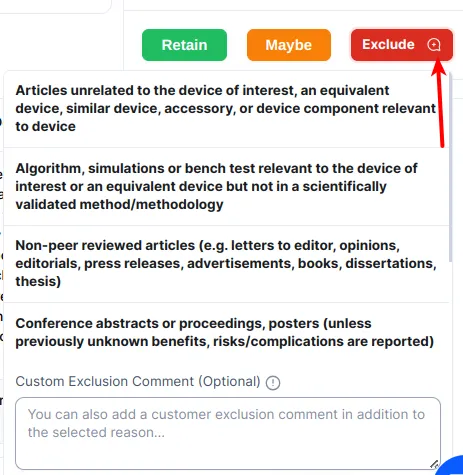 Retain
Maybe
Exclude
Articles unrelated to the device of interest, an equivalent
device, similar device, accessory, or device component relevant
to device
Algorithm, simulations or bench test relevant to the device of
interest or an equivalent device but not in a scientifically
validated method/methodology
Non-peer reviewed articles (e.g. letters to editor, opinions,
editorials, press releases, advertisements, books, dissertations,
thesis)
Conference abstracts or proceedings, posters (unless
previously unknown benefits, risks/complications are reported)
Custom Exclusion Comment (Optional)
You can also add a customer exclusion comment in addition to
the selected reason...